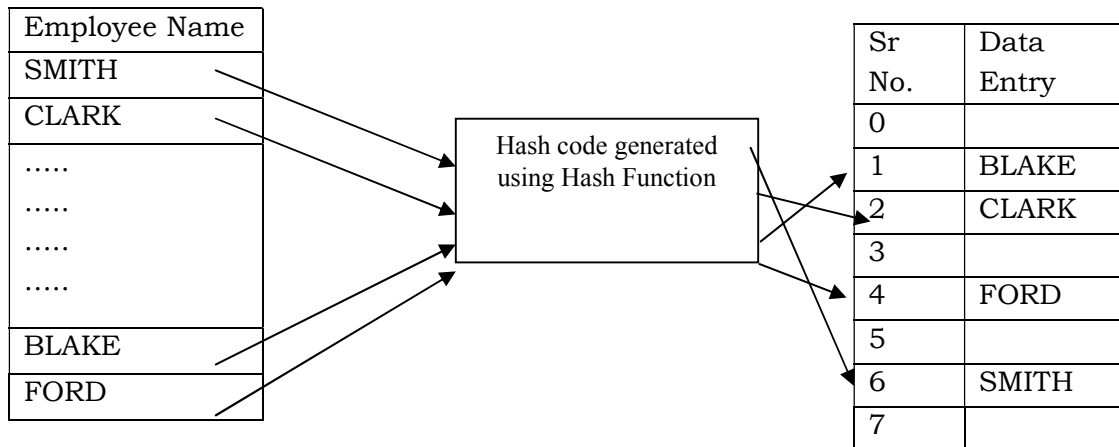 Employee Name
SMITH
CLARK
.....
.....
.....
.....
BLAKE
FORD
Hash code generated
using Hash Function
Sr No. Data Entry
0
1 BLAKE
2 CLARK
3
4 FORD
5
6 SMITH
7